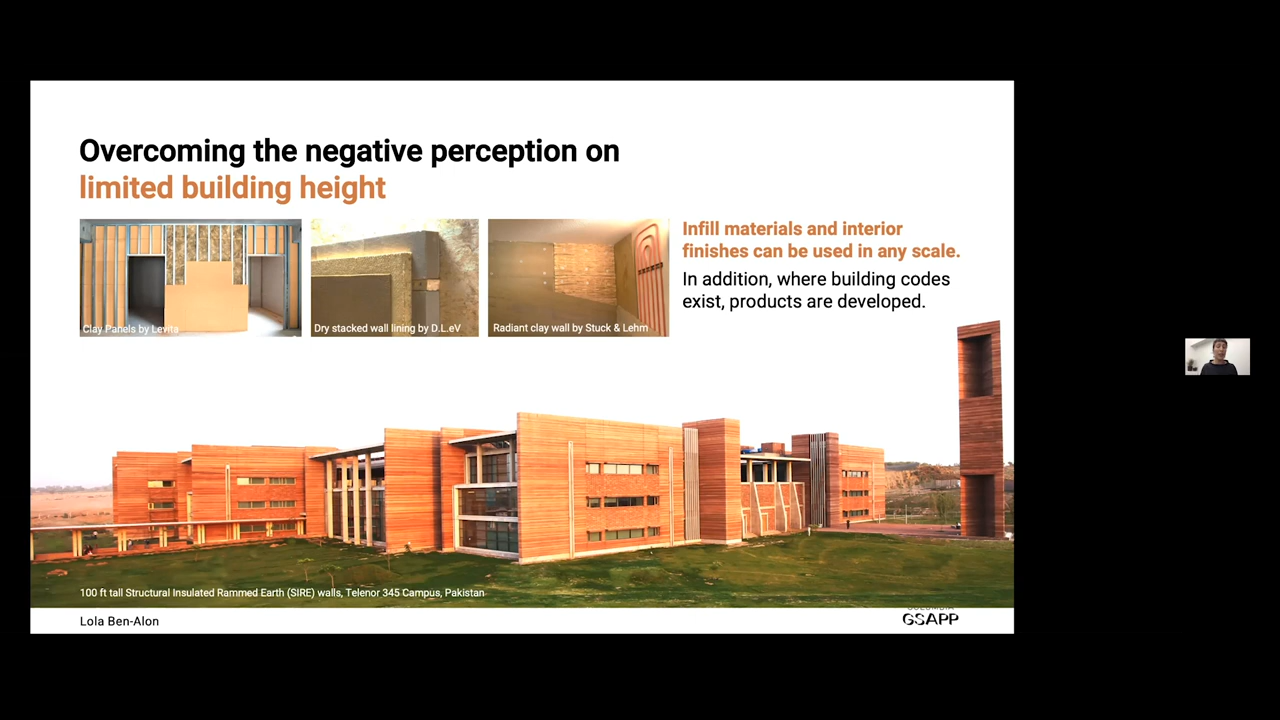 Overcoming the negative perception on
limited building height
Clay Panels by Levita
Dry stacked wall lining by D.L.eV
Radiant clay wall by Stuck & Lehm
Infill materials and interior
finishes can be used in any scale.
In addition, where building codes
exist, products are developed.
100 ft tall Structural Insulated Rammed Earth (SIRE) walls, Telenor 345 Campus, Pakistan
Lola Ben-Alon
COLUMBIA
GSAPP